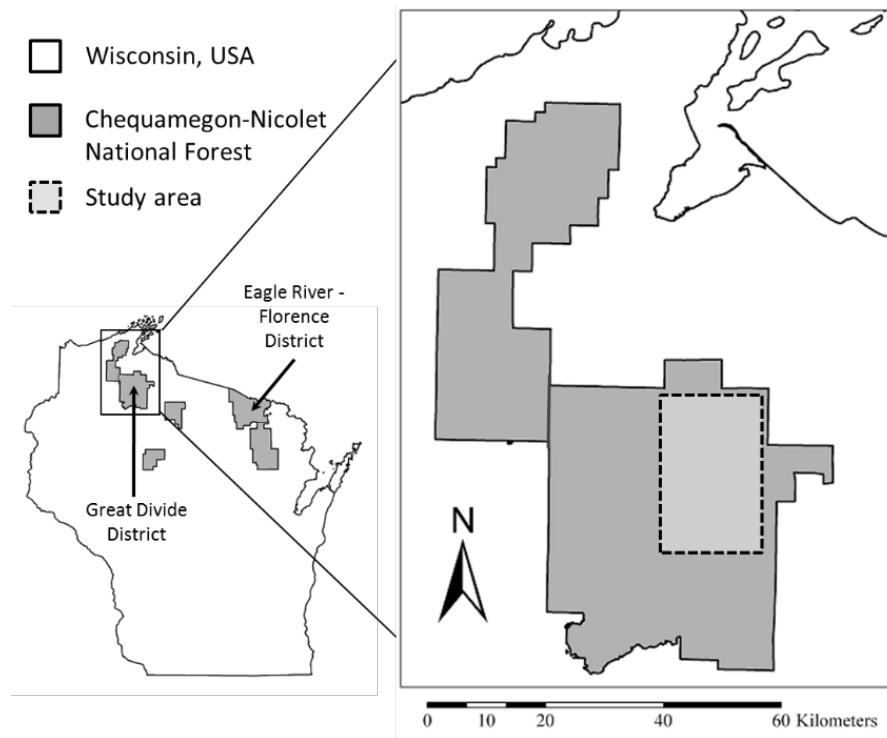 Wisconsin, USA
Chequamegon-Nicolet
National Forest
Study area
Eagle River -
Florence
District
Great Divide
District
N
0 10 20 40 60 Kilometers